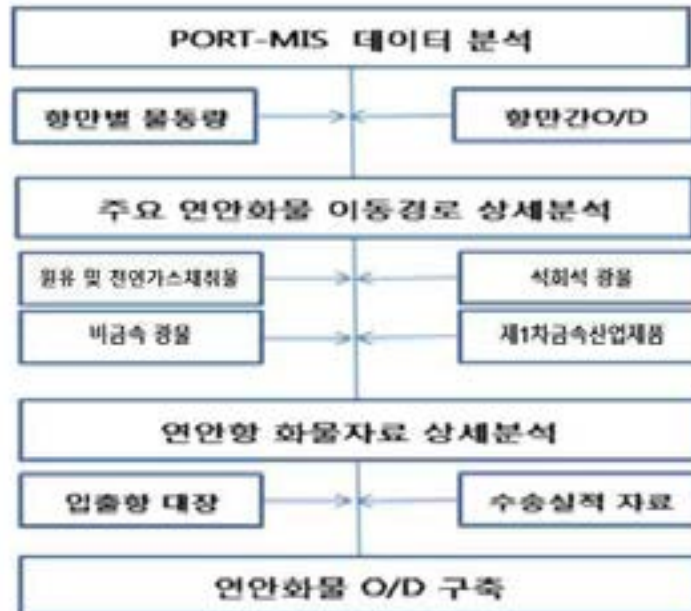 PORT-MIS 데이터 분석
항만별 물동량
항만간O/D
주요 연안화물 이동경로 상세분석
원유 및 천연가스채취물
석회석 광물
비금속 광물
제1차금속산업제품
연안항 화물자료 상세분석
입출항 대장
수송실적 자료
연안화물 O/D 구축